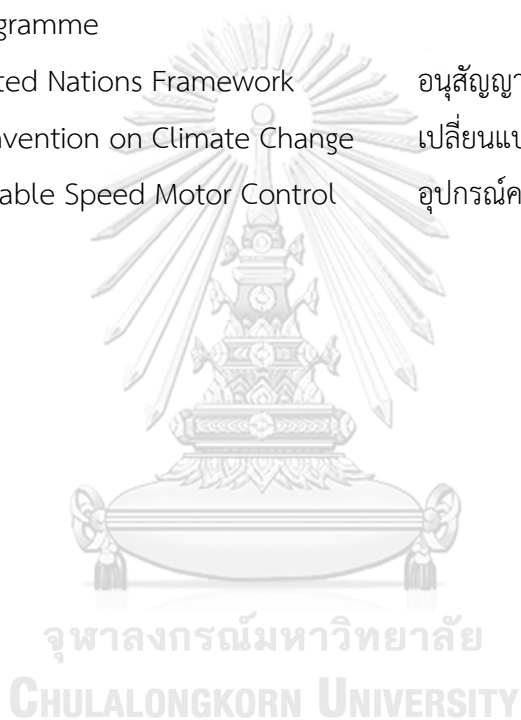 gramme
ted Nations Framework อนุสัญญา
vention on Climate Change เปลี่ยนแป
able Speed Motor Control อุปกรณ์ค
จุฬาลงกรณ์มหาวิทยาลัย
CHULALONGKORN UNIVERSITY